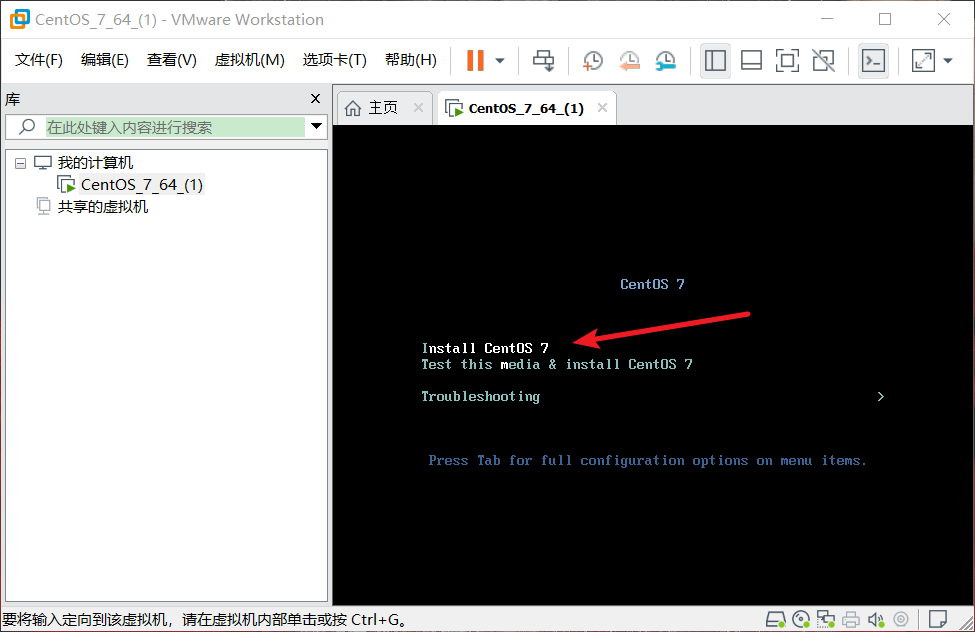 CentOS_7_64_(1) - VMware Workstation
文件(F) 编辑(E) 查看(V) 虚拟机(M) 选项卡(T) 帮助(H)
库
主页
CentOS_7_64_(1)
在此处键入内容进行搜索
我的计算机
CentOS_7_64_(1)
共享的虚拟机
CentOS 7
Install CentOS 7
Test this media & install CentOS 7
Troubleshooting >
Press Tab for full configuration options on menu items.
要将输入定向到该虚拟机，请在虚拟机内部单击或按 Ctrl+G。